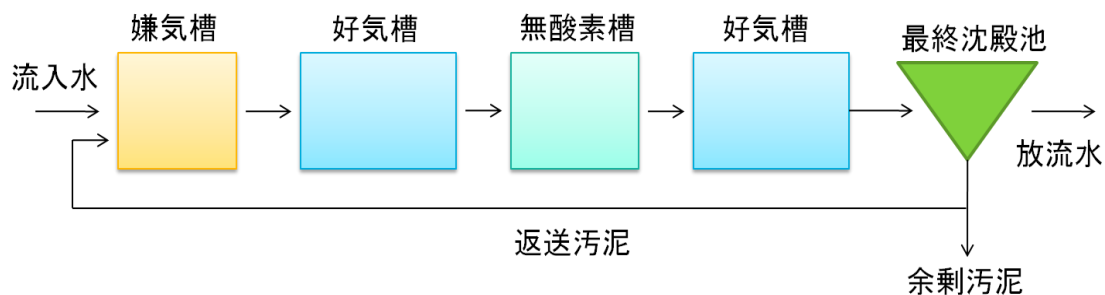 嫌気槽
好気槽
無酸素槽
好気槽
最終沈殿池
流入水
放流水
返送汚泥
余剰汚泥